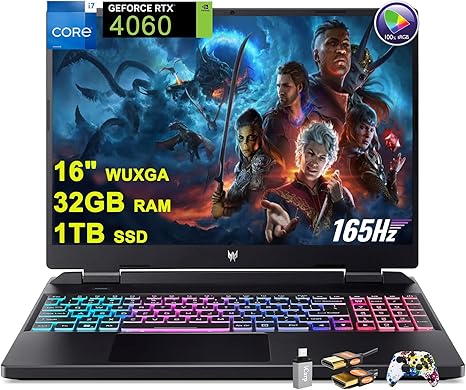 i7
CORE
GEFORCE RTX
4060
100% sRGB
16" WUXGA
32GB RAM
1TB SSD
165Hz